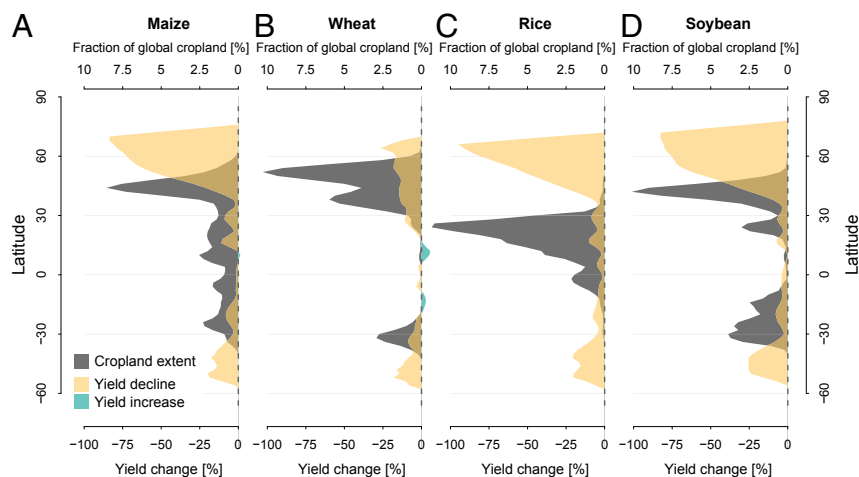 A Maize B Wheat C Rice D Soybean
Fraction of global cropland [%] Fraction of global cropland [%] Fraction of global cropland [%] Fraction of global cropland [%]
10 7.5 5 2.5 0 10 7.5 5 2.5 0 10 7.5 5 2.5 0 10 7.5 5 2.5 0
90 90
60 60
30 30
Latitude Latitude Latitude Latitude
0 0
−30 −30
Cropland extent
Yield decline
−60 −60
Yield increase
−100 −75 −50 −25 0 −100 −75 −50 −25 0 −100 −75 −50 −25 0 −100 −75 −50 −25 0
Yield change [%] Yield change [%] Yield change [%] Yield change [%]